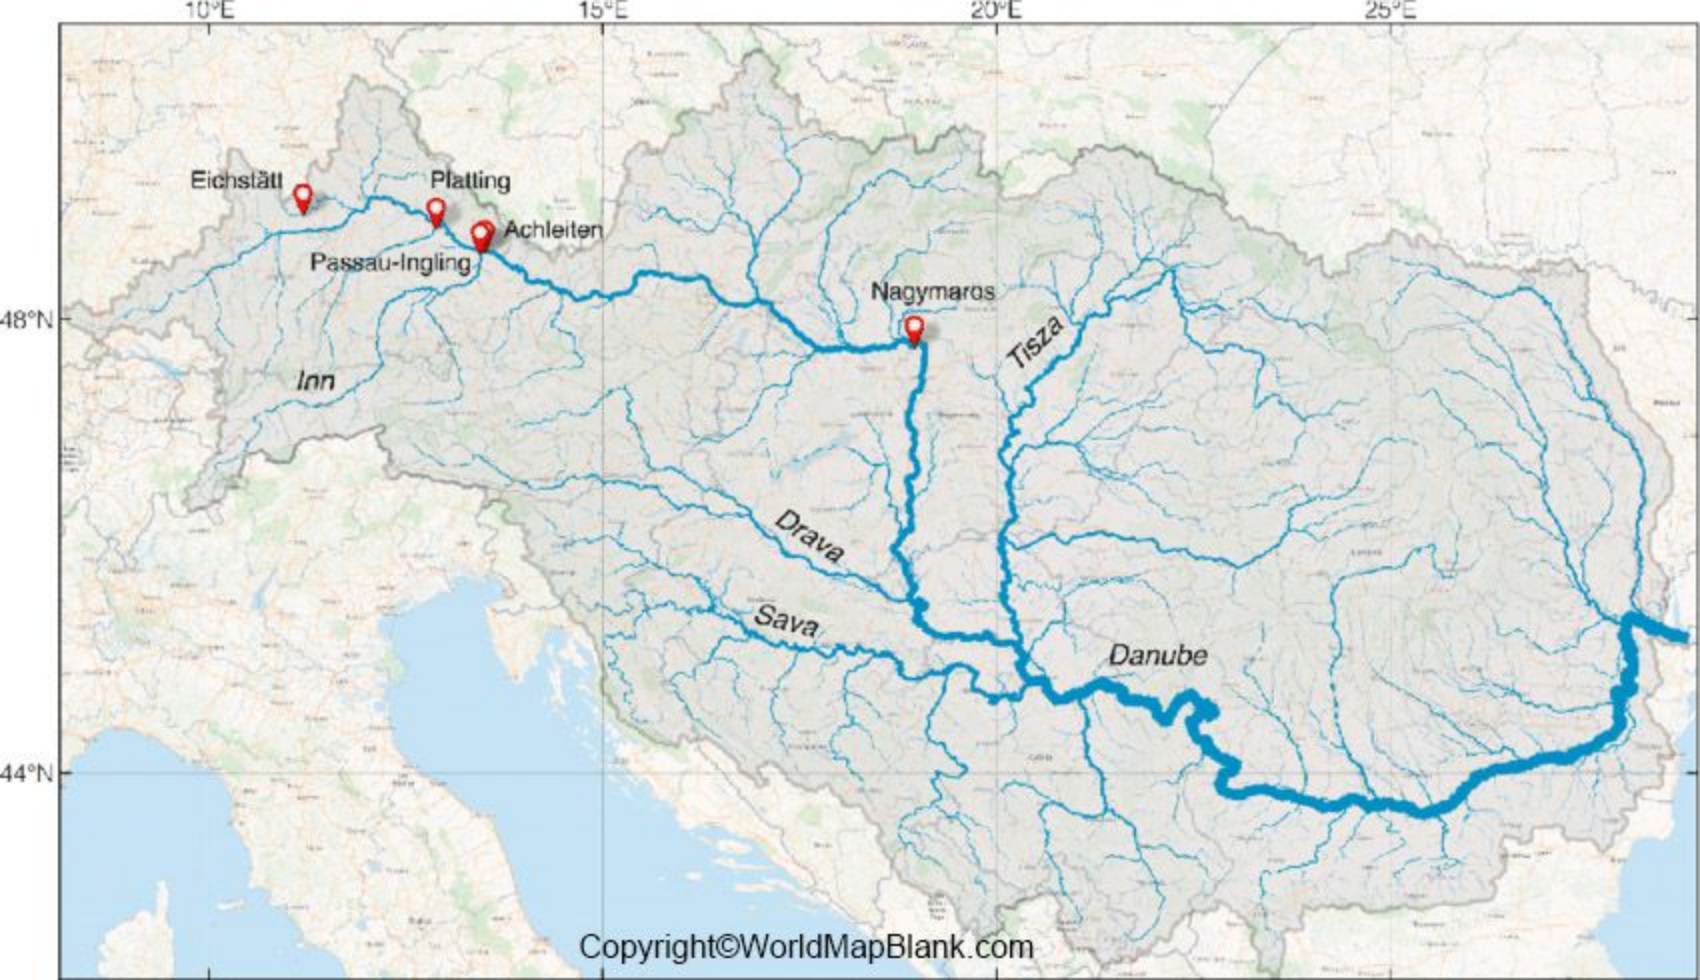 10°E 15°E 20°E 25°E
Eichstätt
Platting
Achleiten
Passau-Ingling
Nagymaros
48°N
Tisza
Inn
Drava
Sava
Danube
44°N
Copyright©WorldMapBlank.com